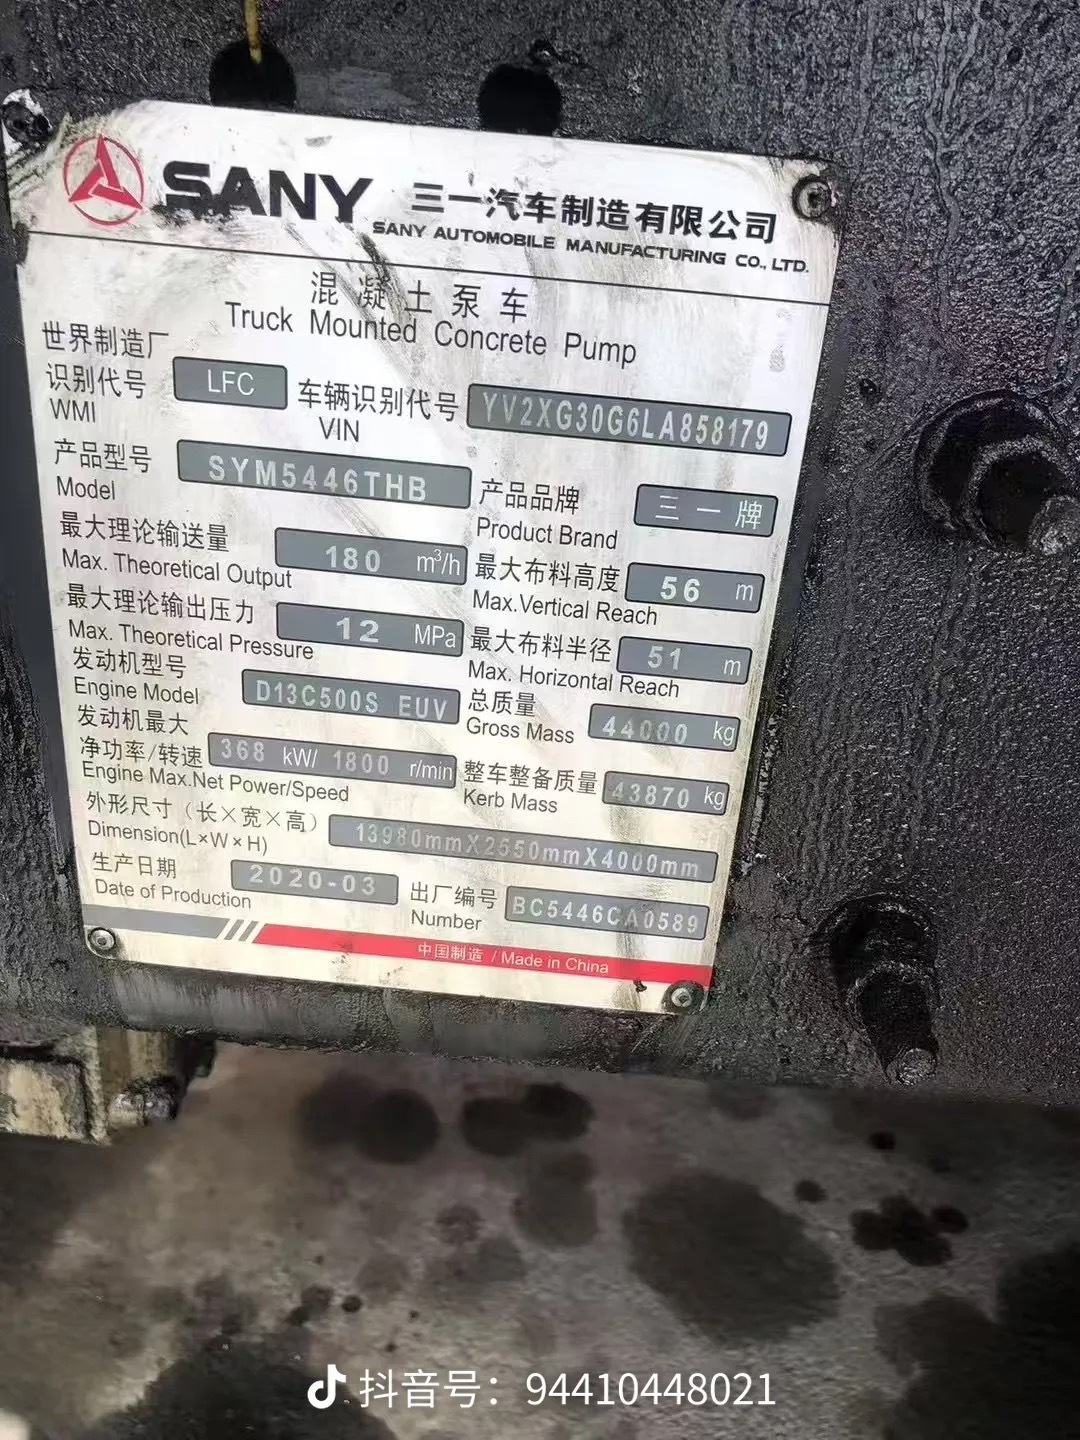 SANY 三一汽车制造有限公司
SANY AUTOMOBILE MANUFACTURING CO., LTD.
混凝土泵车
Truck Mounted Concrete Pump
世界制造厂
识别代号 LFC 车辆识别代号 YV2XG30G6LA858179
WMI VIN
产品型号 SYM5446THB 产品品牌 三一牌
Model Product Brand
最大理论输送量 180 m³/h 最大布料高度 56 m
Max. Theoretical Output Max.Vertical Reach
最大理论输出压力 12 MPa 最大布料半径 51 m
Max. Theoretical Pressure Max. Horizontal Reach
发动机型号 D13C500S EUV 总质量 44000 kg
Engine Model Gross Mass
发动机最大
净功率/转速 368 kW/ 1800 r/min 整车整备质量 43870 kg
Engine Max.Net Power/Speed Kerb Mass
外形尺寸（长×宽×高） 13980mmX2550mmX4000mm
Dimension(L×W×H)
生产日期 2020-03 出厂编号 BC5446CA0589
Date of Production Number
中国制造 / Made in China
抖音号：94410448021